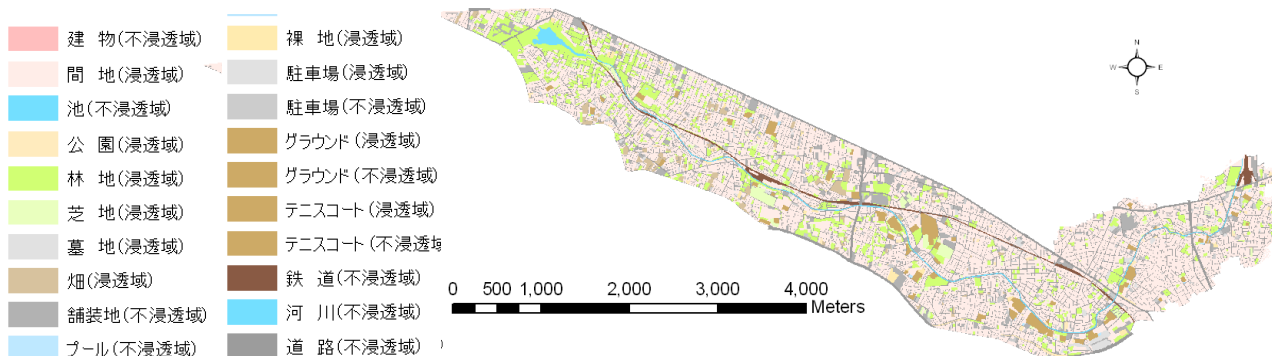 建 物(不浸透域)
間 地(浸透域)
池(不浸透域)
公 園(浸透域)
林 地(浸透域)
芝 地(浸透域)
墓 地(浸透域)
畑(浸透域)
舗装地(不浸透域)
プール(不浸透域)
裸 地(浸透域)
駐車場(浸透域)
駐車場(不浸透域)
グラウンド(浸透域)
グラウンド(不浸透域)
テニスコート(浸透域)
テニスコート(不浸透域
鉄 道(不浸透域)
河 川(不浸透域)
道 路(不浸透域)
N
W E
S
0 500 1,000 2,000 3,000 4,000
Meters